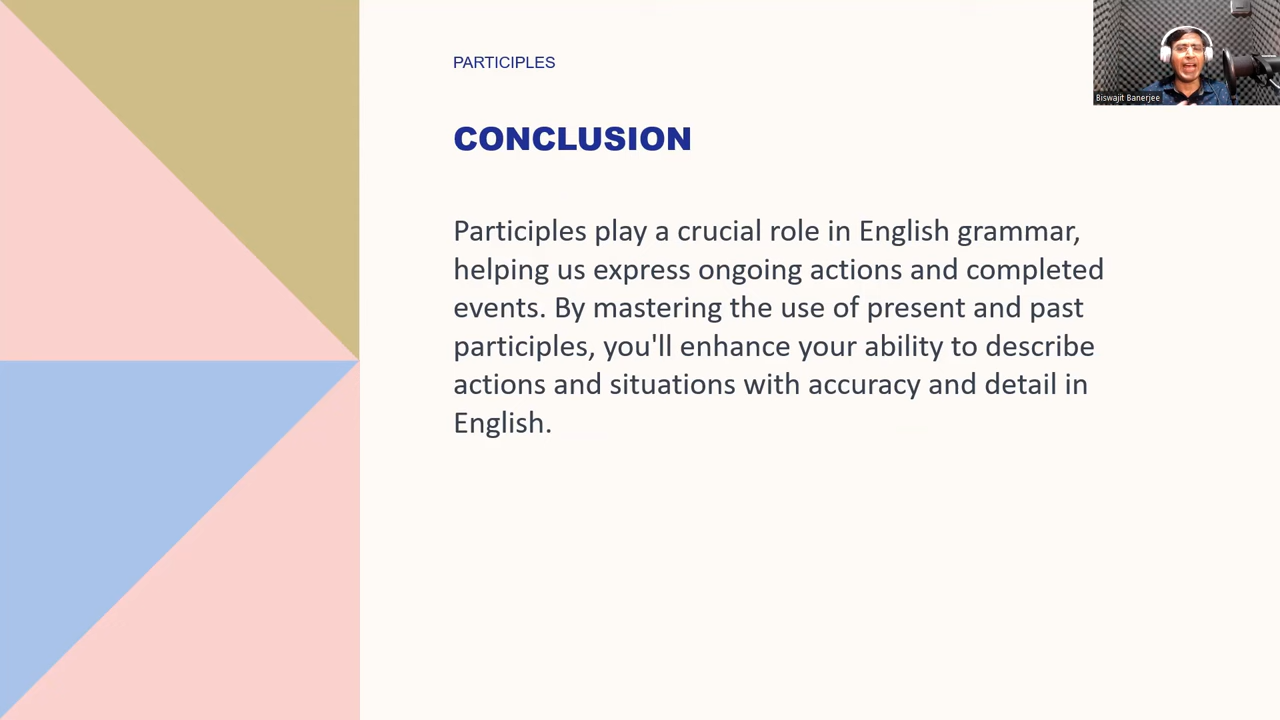 PARTICIPLES
CONCLUSION
Participles play a crucial role in English grammar,
helping us express ongoing actions and completed
events. By mastering the use of present and past
participles, you'll enhance your ability to describe
actions and situations with accuracy and detail in
English.
Biswajit Banerjee